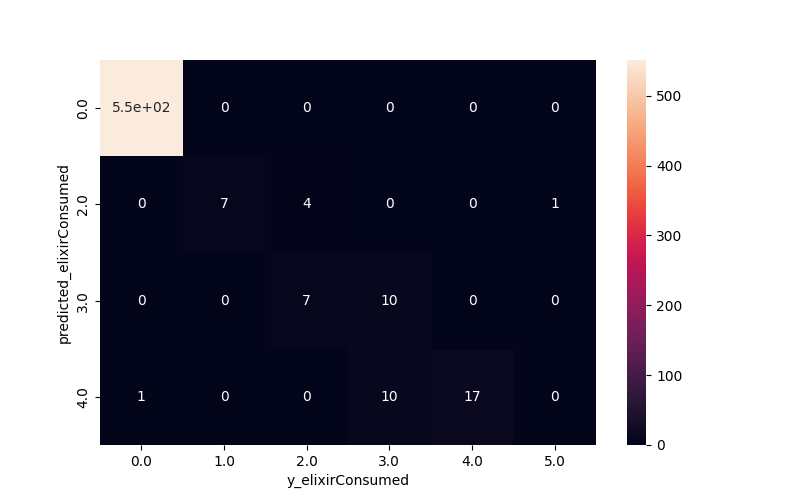 5.5e+02 0 0 0 0 0
0 7 4 0 0 1
0 0 7 10 0 0
1 0 0 10 17 0
0.0
2.0
3.0
4.0
predicted_elixirConsumed
0.0 1.0 2.0 3.0 4.0 5.0
y_elixirConsumed
500
400
300
200
100
0